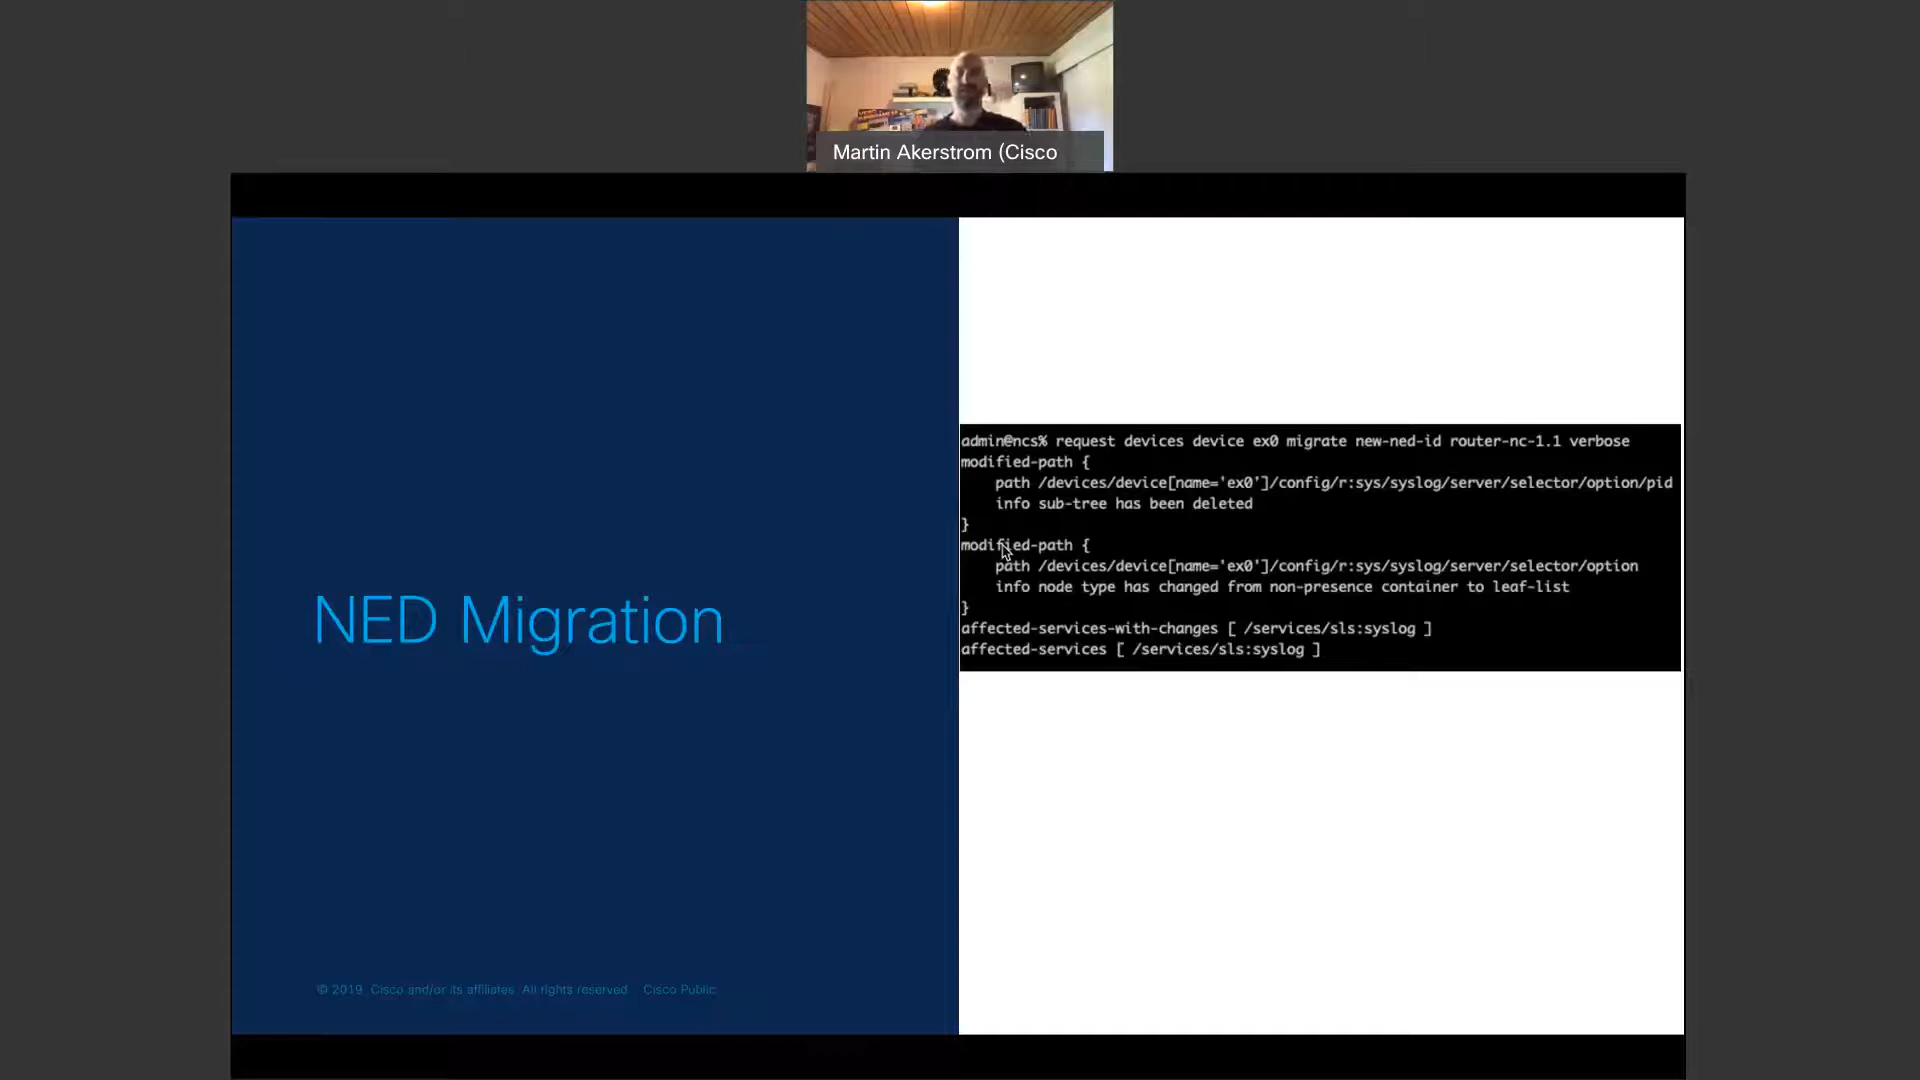 Martin Akerstrom (Cisco
NED Migration
admin@ncs% request devices device ex0 migrate new-ned-id router-nc-1.1 verbose
modified-path {
    path /devices/device[name='ex0']/config/r:sys/syslog/server/selector/option/pid
    info sub-tree has been deleted
}
modified-path {
    path /devices/device[name='ex0']/config/r:sys/syslog/server/selector/option
    info node type has changed from non-presence container to leaf-list
}
affected-services-with-changes [ /services/sls:syslog ]
affected-services [ /services/sls:syslog ]
© 2019 Cisco and/or its affiliates. All rights reserved. Cisco Public